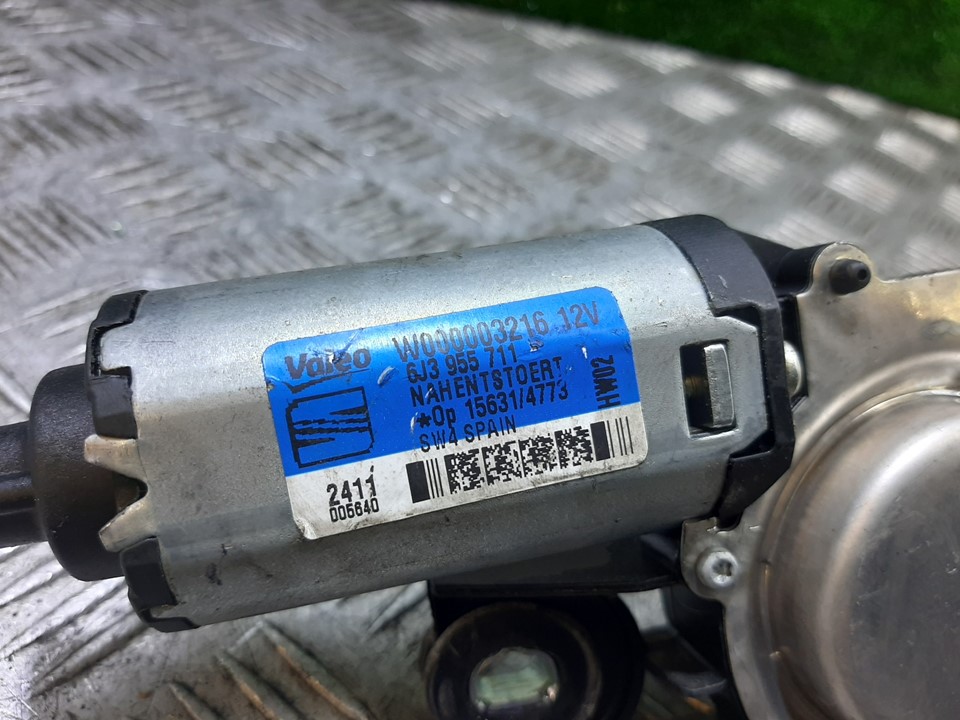 Valeo W000003216 12V
6J3 955 711
NAHENTSTOERT
*Op 15631/4773
SW4 SPAIN
HW02
2411
005640